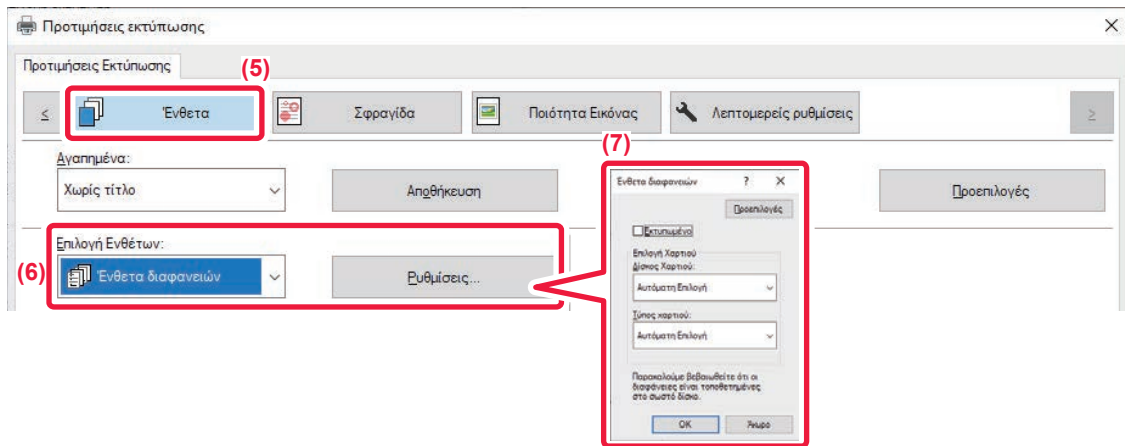 Προτιμήσεις εκτύπωσης
Προτιμήσεις Εκτύπωσης
(5)
<
Ένθετα
Σφραγίδα
Ποιότητα Εικόνας
Λεπτομερείς ρυθμίσεις
>
Αγαπημένα:
Χωρίς τίτλο
Αποθήκευση
Προεπιλογές
(6)
Επιλογή Ενθέτων:
Ένθετα διαφανειών
Ρυθμίσεις...
(7)
Ένθετα διαφανειών
?
Προεπιλογές
Εκτυπωμένο
Επιλογή Χαρτιού
Δίσκος Χαρτιού:
Αυτόματη Επιλογή
Τύπος χαρτιού:
Αυτόματη Επιλογή
Παρακαλούμε βεβαιωθείτε ότι οι
διαφάνειες είναι τοποθετημένες
στο σωστό δίσκο.
OK
Άκυρο